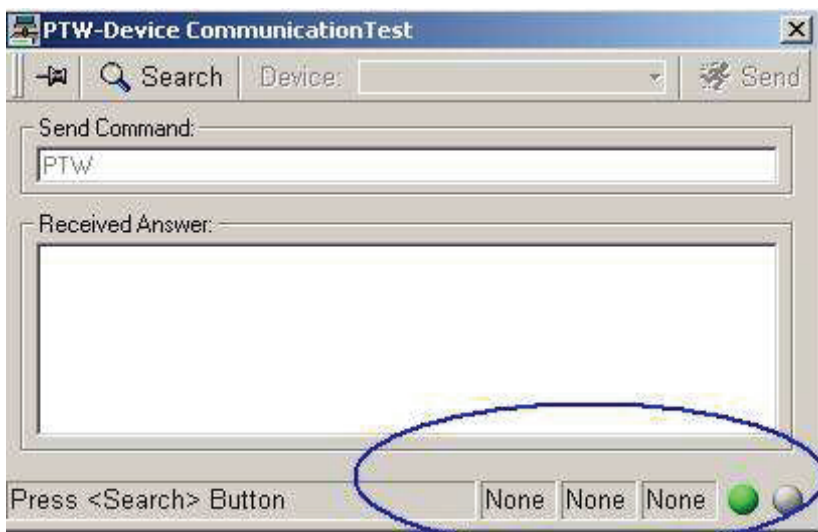 PTW-Device CommunicationTest
Search Device: Send
Send Command:
PTW
Received Answer:
Press <Search> Button None None None